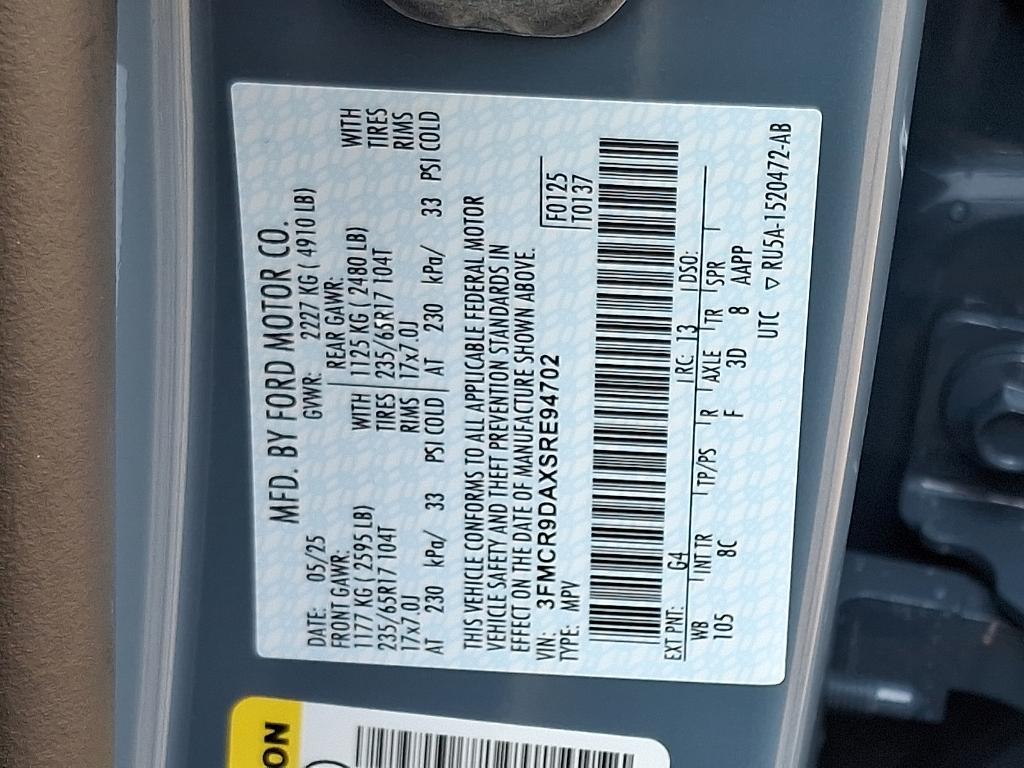 MFD. BY FORD MOTOR CO.
DATE: 05/25 GVWR: 2227 KG ( 4910 LB)
FRONT GAWR: REAR GAWR:
1177 KG ( 2595 LB) WITH 1125 KG ( 2480 LB) WITH
235/65R17 104T TIRES 235/65R17 104T TIRES
17x7.0J RIMS 17x7.0J RIMS
AT 230 kPa/ 33 PSI COLD AT 230 kPa/ 33 PSI COLD
THIS VEHICLE CONFORMS TO ALL APPLICABLE FEDERAL MOTOR
VEHICLE SAFETY AND THEFT PREVENTION STANDARDS IN
EFFECT ON THE DATE OF MANUFACTURE SHOWN ABOVE.
VIN: 3FMCR9DAXSRE94702 F0125
TYPE: MPV T0137
EXT PNT: G4 RC: 13 DSO:
WB INT TR TP/PS R AXLE TR SPR
105 8C F 3D 8 AAPP
UTC ▽ RU5A-1520472-AB
ON